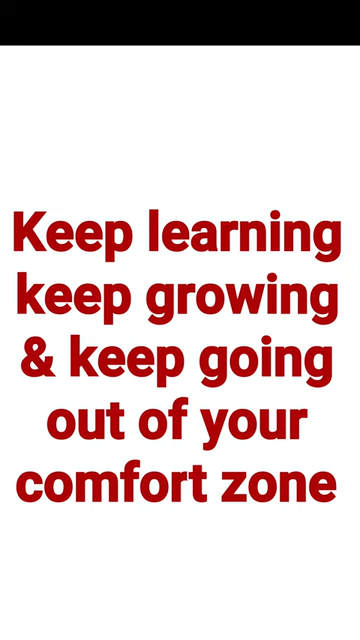 Keep learning
keep growing
& keep going
out of your
comfort zone